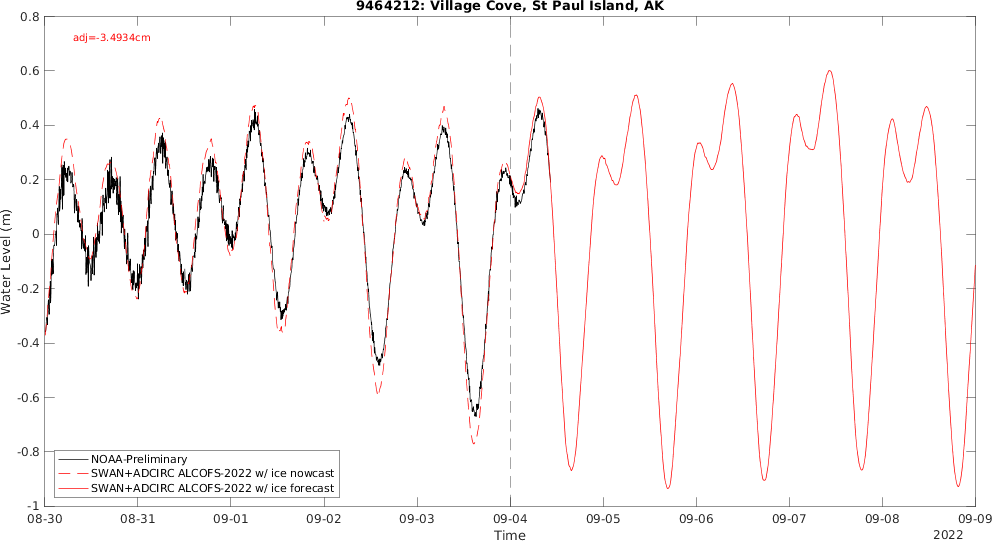 9464212: Village Cove, St Paul Island, AK
adj=-3.4934cm
0.8
0.6
0.4
0.2
0
-0.2
-0.4
-0.6
-0.8
-1
Water Level (m)
NOAA-Preliminary
SWAN+ADCIRC ALCOFS-2022 w/ ice nowcast
SWAN+ADCIRC ALCOFS-2022 w/ ice forecast
08-30 08-31 09-01 09-02 09-03 09-04 09-05 09-06 09-07 09-08 09-09
Time
2022